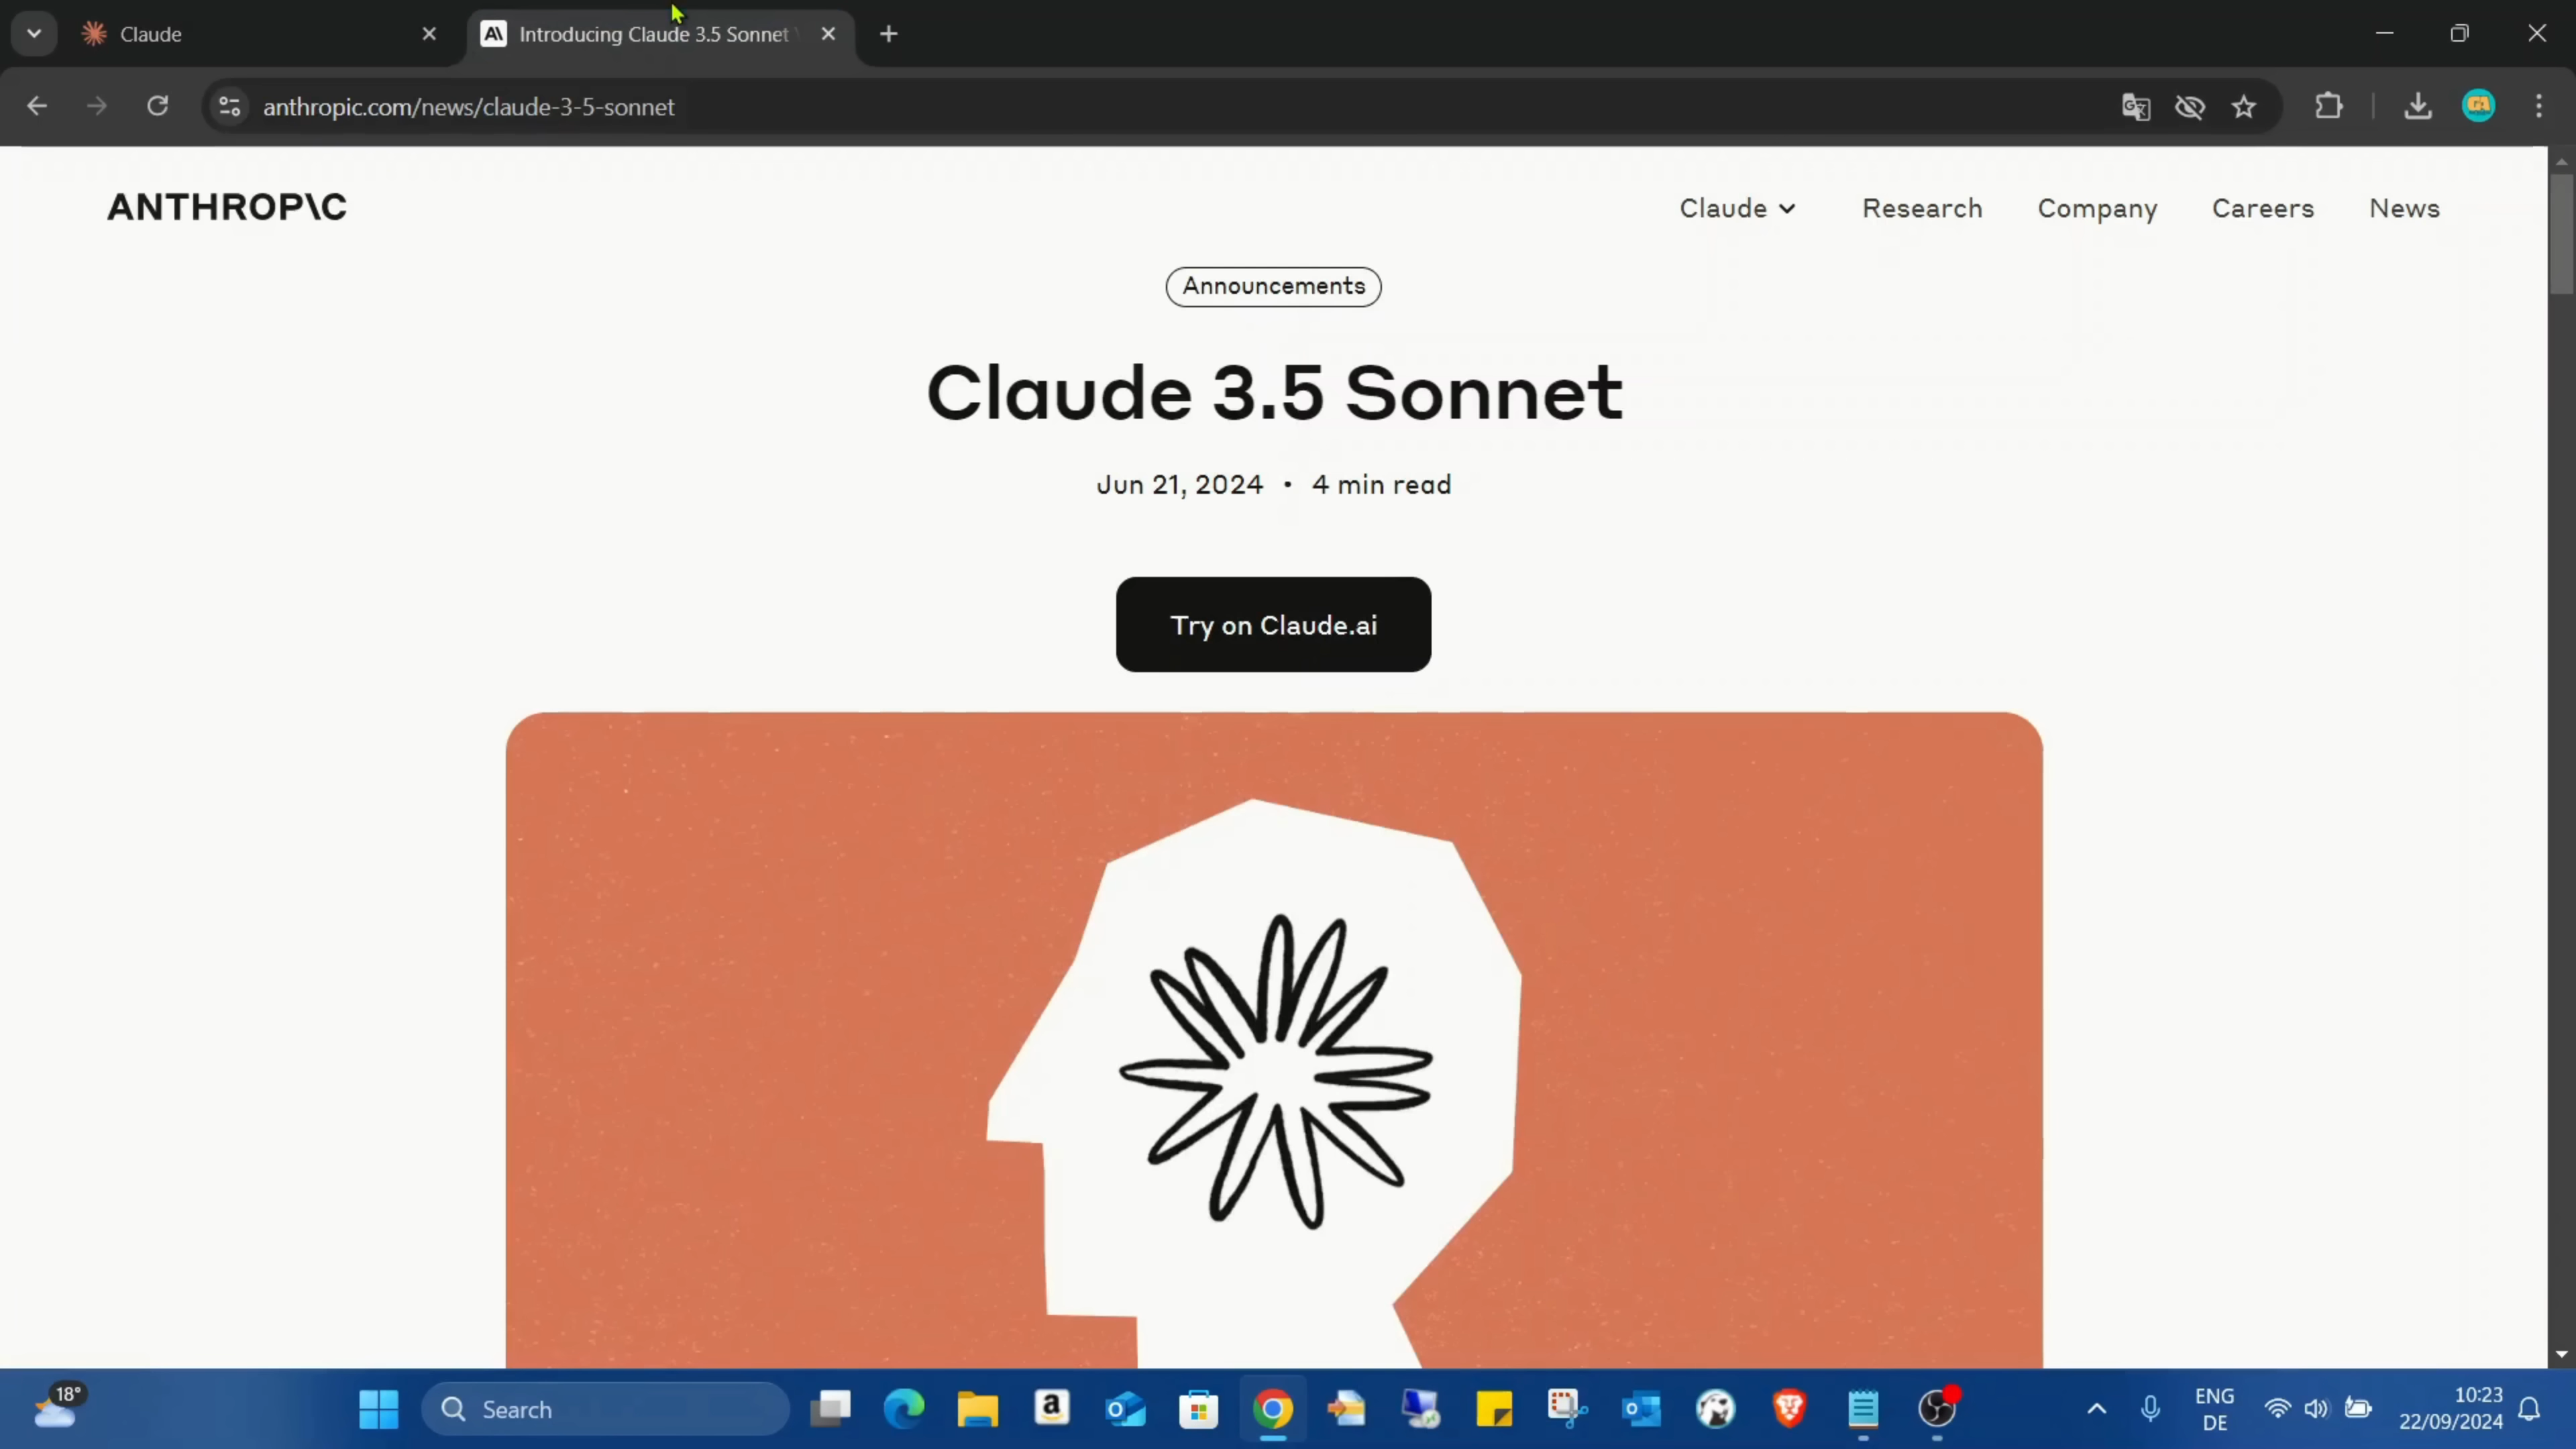 Claude
Introducing Claude 3.5 Sonnet
anthropic.com/news/claude-3-5-sonnet
ANTHROP\C
Claude
Research
Company
Careers
News
Announcements
Claude 3.5 Sonnet
Jun 21, 2024 • 4 min read
Try on Claude.ai
18°
Search
ENG
DE
10:23
22/09/2024